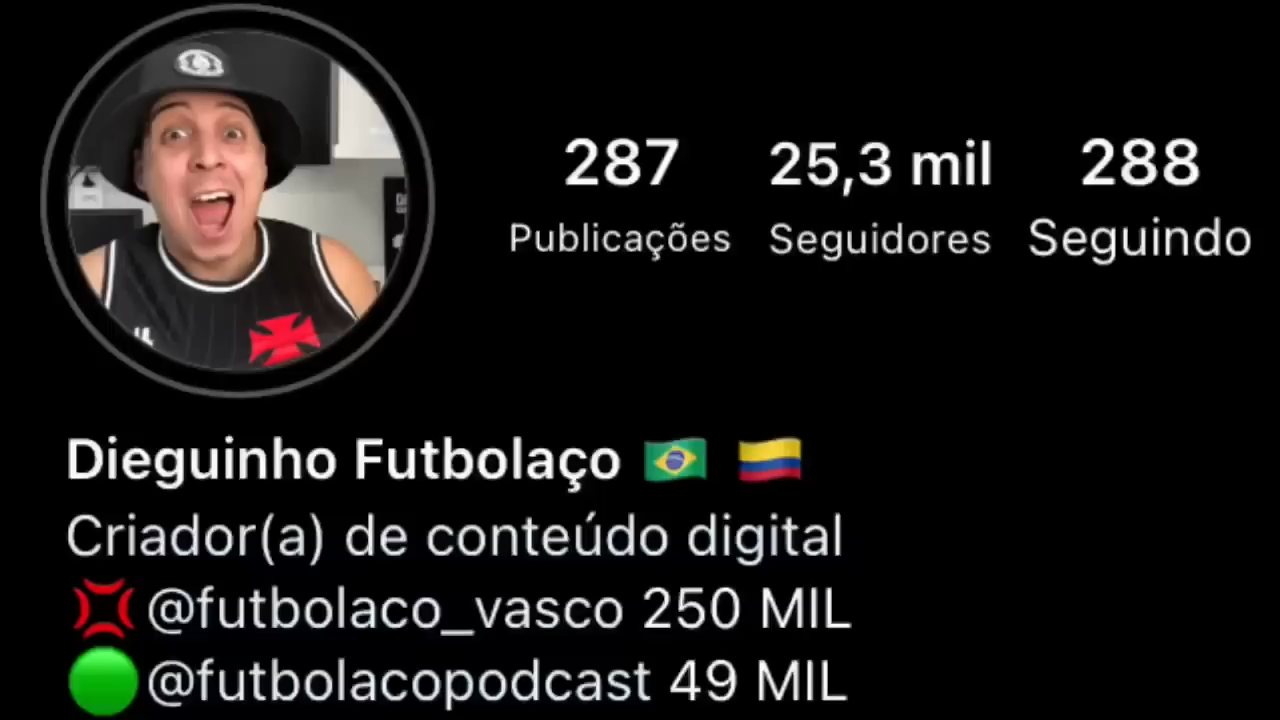 287 25,3 mil 288
Publicações Seguidores Seguindo
Dieguinho Futbolaço 🇧🇷 🇨🇴
Criador(a) de conteúdo digital
💢@futbolaco_vasco 250 MIL
🟢@futbolacopodcast 49 MIL